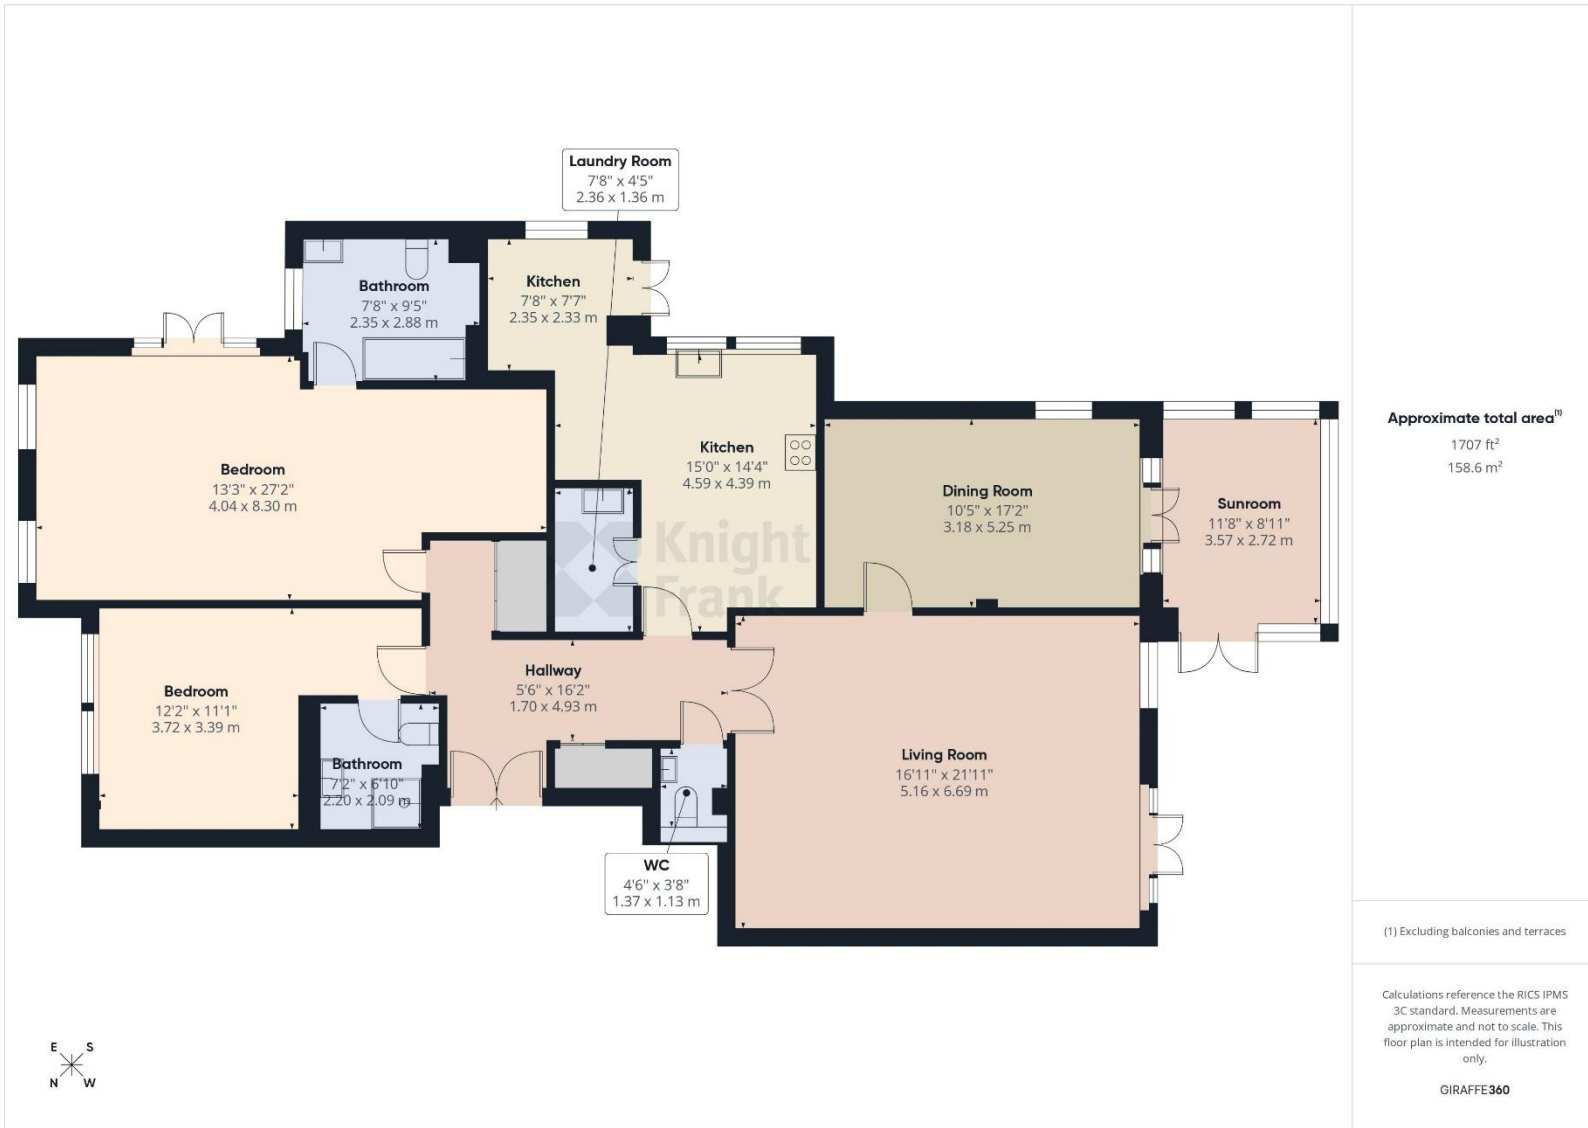 Laundry Room
7'8" x 4'5"
2.36 x 1.36 m
Bathroom
7'8" x 9'5"
2.35 x 2.88 m
Kitchen
7'8" x 7'7"
2.35 x 2.33 m
Bedroom
13'3" x 27'2"
4.04 x 8.30 m
Kitchen
15'0" x 14'4"
4.59 x 4.39 m
Dining Room
10'5" x 17'2"
3.18 x 5.25 m
Sunroom
11'8" x 8'11"
3.57 x 2.72 m
Knight
Frank
Bedroom
12'2" x 11'1"
3.72 x 3.39 m
Hallway
5'6" x 16'2"
1.70 x 4.93 m
Bathroom
7'2" x 6'10"
2.20 x 2.09 m
Living Room
16'11" x 21'11"
5.16 x 6.69 m
WC
4'6" x 3'8"
1.37 x 1.13 m
E S
N W
Approximate total area(1)
1707 ft²
158.6 m²
(1) Excluding balconies and terraces
Calculations reference the RICS IPMS
3C standard. Measurements are
approximate and not to scale. This
floor plan is intended for illustration
only.
GIRAFFE360